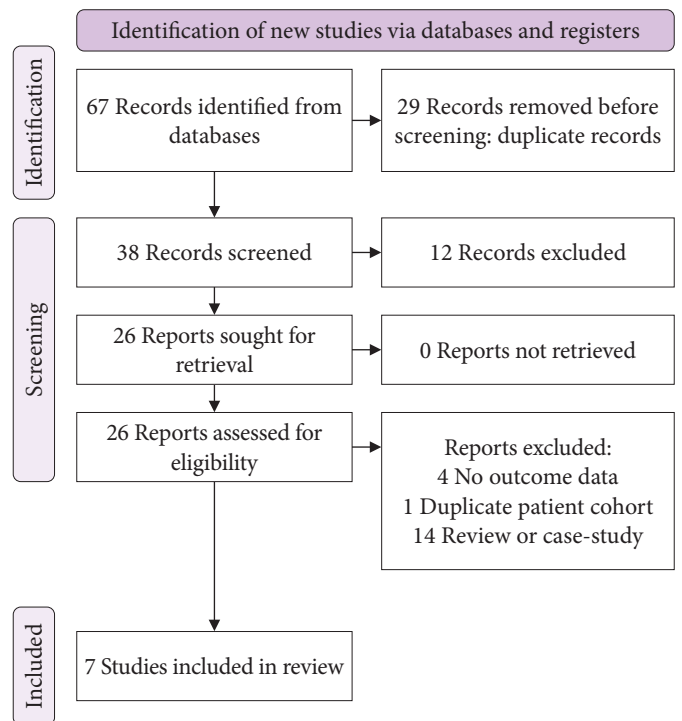 Identification of new studies via databases and registers
Identification
67 Records identified from
databases
29 Records removed before
screening: duplicate records
Screening
38 Records screened
12 Records excluded
26 Reports sought for
retrieval
0 Reports not retrieved
26 Reports assessed for
eligibility
Reports excluded:
4 No outcome data
1 Duplicate patient cohort
14 Review or case-study
Included
7 Studies included in review